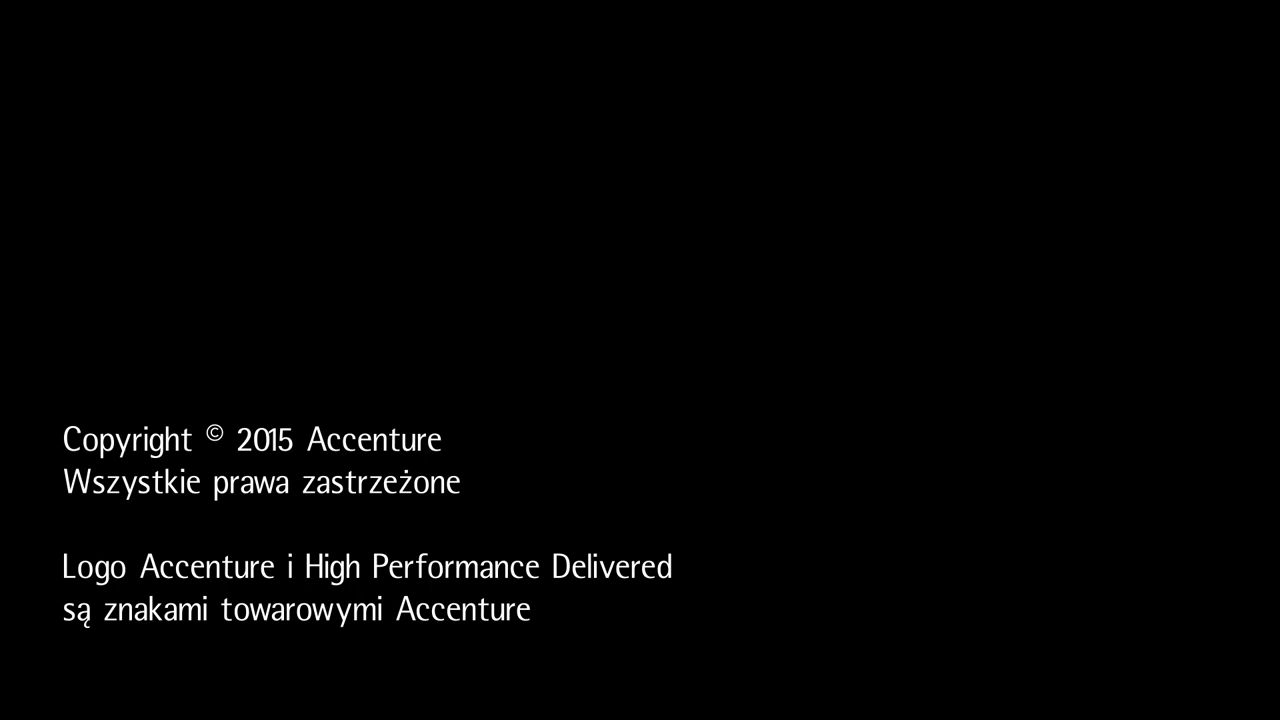 Copyright © 2015 Accenture
Wszystkie prawa zastrzeżone
Logo Accenture i High Performance Delivered
są znakami towarowymi Accenture